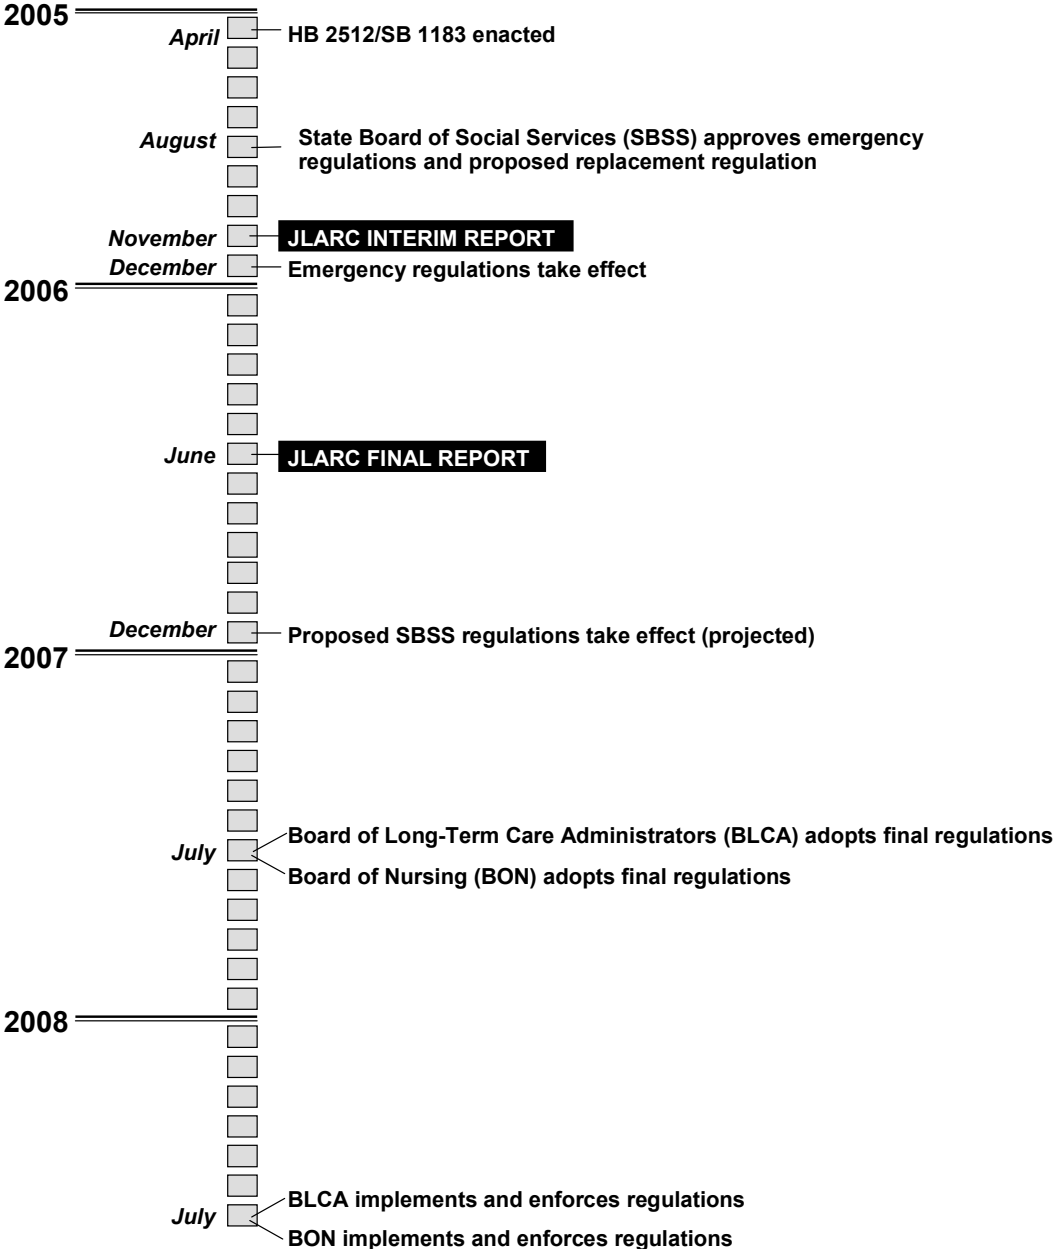 2005
April
HB 2512/SB 1183 enacted
August
State Board of Social Services (SBSS) approves emergency
regulations and proposed replacement regulation
November
JLARC INTERIM REPORT
December
Emergency regulations take effect
2006
June
JLARC FINAL REPORT
December
Proposed SBSS regulations take effect (projected)
2007
Board of Long-Term Care Administrators (BLCA) adopts final regulations
July
Board of Nursing (BON) adopts final regulations
2008
BLCA implements and enforces regulations
July
BON implements and enforces regulations